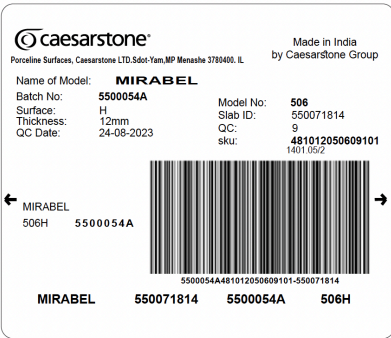 caesarstone®
Made in India
by Caesarstone Group
Porceline Surfaces, Caesarstone LTD.Sdot-Yam,MP Menashe 3780400. IL
Name of Model: MIRABEL
Batch No: 5500054A
Surface: H
Thickness: 12mm
QC Date: 24-08-2023
Model No: 506
Slab ID: 550071814
QC: 9
sku: 481012050609101
1401.05/2
MIRABEL
506H 5500054A
5500054A481012050609101-550071814
MIRABEL 550071814 5500054A 506H